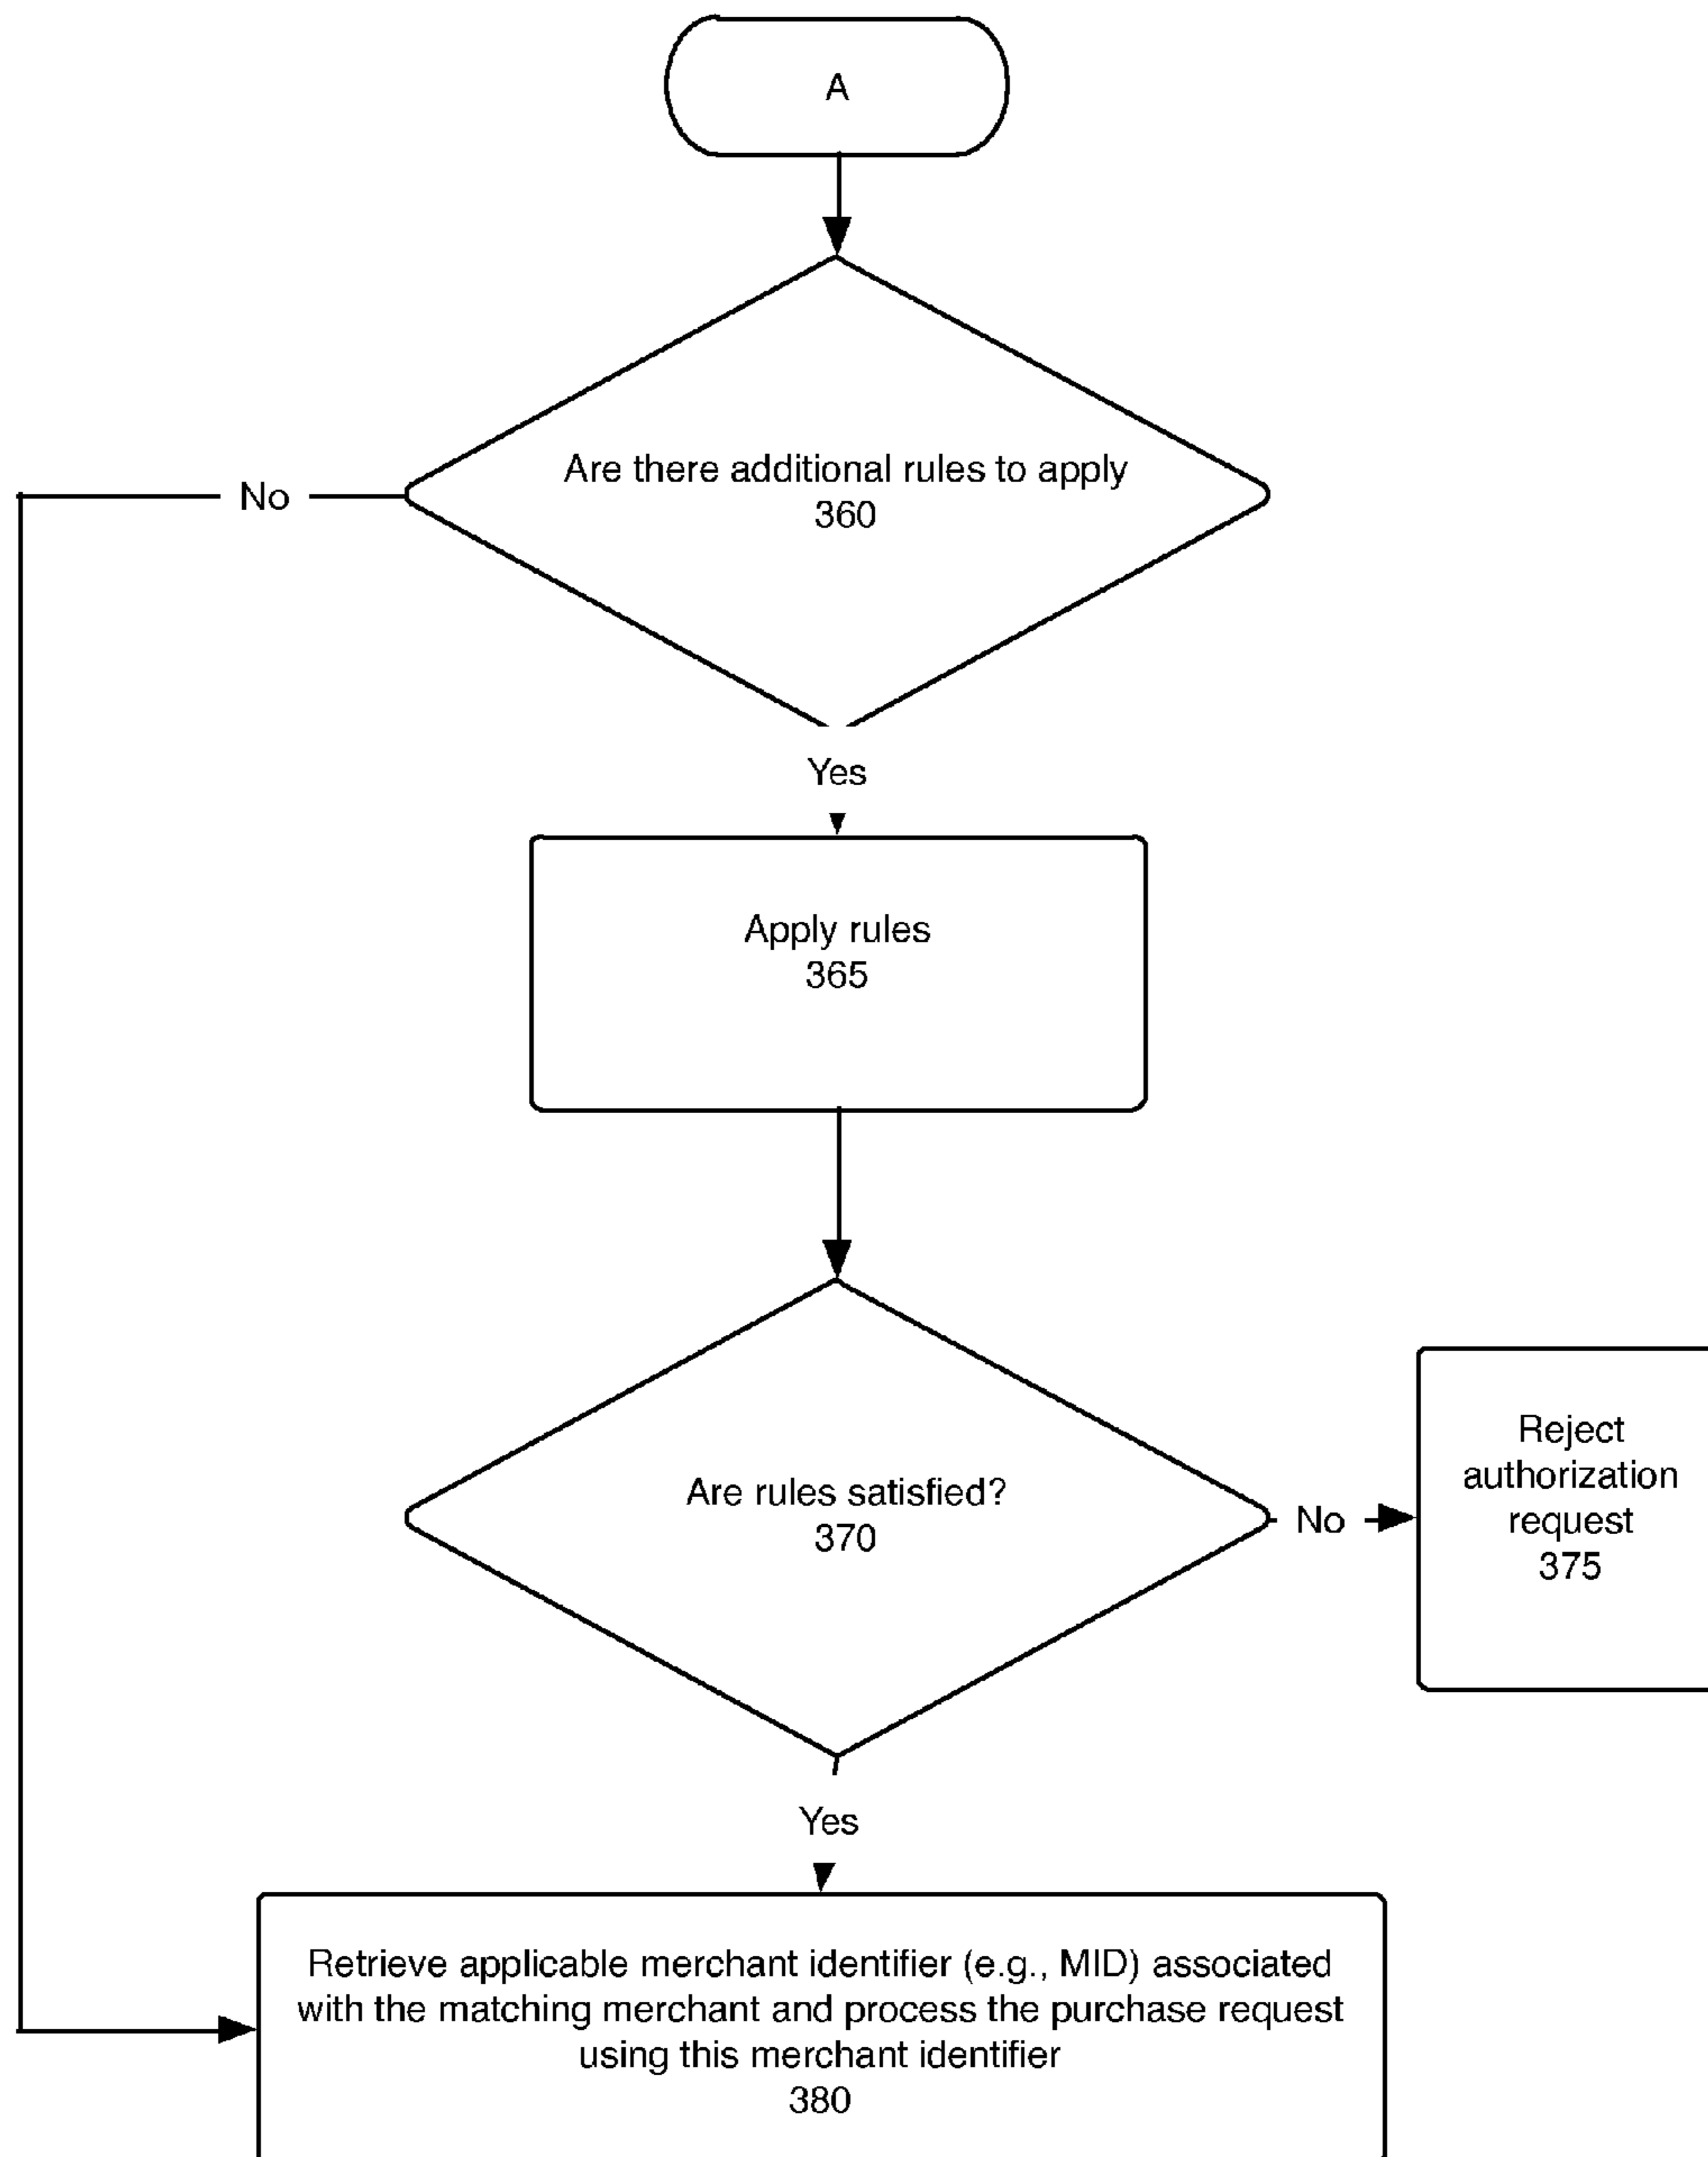 A
Are there additional rules to apply
360
No
Yes
Apply rules
365
Are rules satisfied?
370
No
Reject
authorization
request
375
Yes
Retrieve applicable merchant identifier (e.g., MID) associated
with the matching merchant and process the purchase request
using this merchant identifier
380